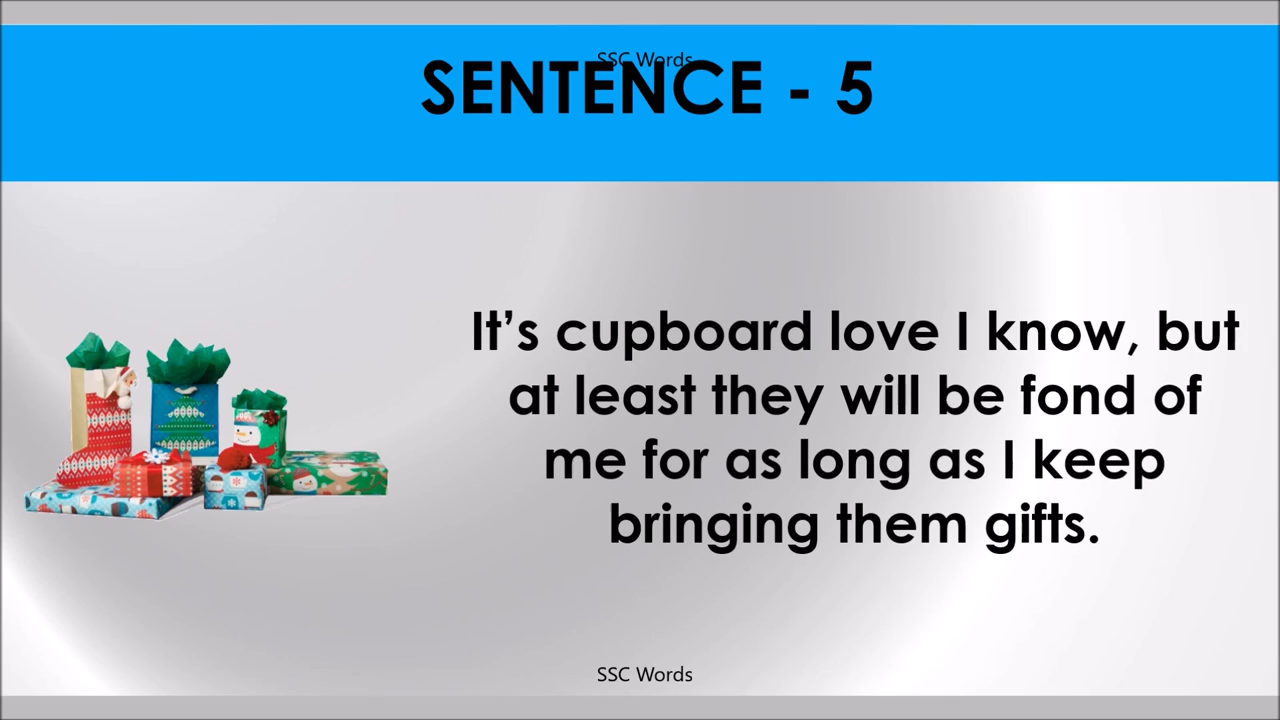 SSC Words
SENTENCE - 5
It’s cupboard love I know, but
at least they will be fond of
me for as long as I keep
bringing them gifts.
SSC Words